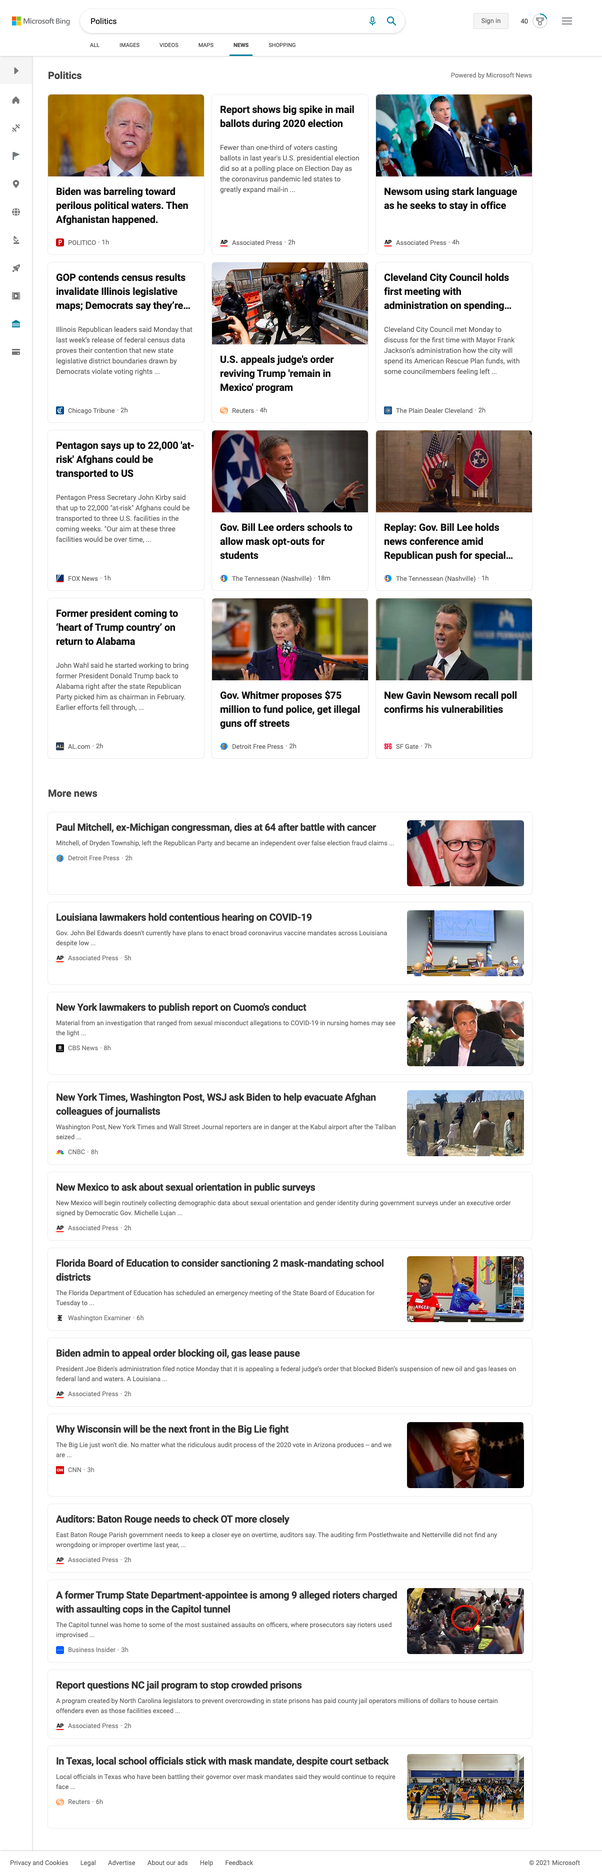 Microsoft Bing
Politics
Sign in
40
ALL
IMAGES
VIDEOS
MAPS
NEWS
SHOPPING
Politics
Powered by Microsoft News
Biden was barreling toward
perilous political waters. Then
Afghanistan happened.
POLITICO · 1h
Report shows big spike in mail
ballots during 2020 election
Fewer than one-third of voters casting
ballots in last year's U.S. presidential election
did so at a polling place on Election Day as
the coronavirus pandemic led states to
greatly expand mail-in ...
AP Associated Press · 2h
Newsom using stark language
as he seeks to stay in office
AP Associated Press · 4h
GOP contends census results
invalidate Illinois legislative
maps; Democrats say they're...
Illinois Republican leaders said Monday that
last week's release of federal census data
proves their contention that new state
legislative district boundaries drawn by
Democrats violate voting rights ...
Chicago Tribune · 2h
U.S. appeals judge's order
reviving Trump 'remain in
Mexico' program
Reuters · 4h
Cleveland City Council holds
first meeting with
administration on spending...
Cleveland City Council met Monday to
discuss for the first time with Mayor Frank
Jackson's administration how the city will
spend its American Rescue Plan funds, with
some councilmembers feeling left ...
The Plain Dealer Cleveland · 2h
Pentagon says up to 22,000 'at-
risk' Afghans could be
transported to US
Pentagon Press Secretary John Kirby said
that up to 22,000 "at-risk" Afghans could be
transported to three U.S. facilities in the
coming weeks. "Our aim at these three
facilities would be over time, ...
FOX News · 1h
Gov. Bill Lee orders schools to
allow mask opt-outs for
students
The Tennessean (Nashville) · 18m
Replay: Gov. Bill Lee holds
news conference amid
Republican push for special...
The Tennessean (Nashville) · 1h
Former president coming to
'heart of Trump country' on
return to Alabama
John Wahl said he started working to bring
former President Donald Trump back to
Alabama right after the state Republican
Party picked him as chairman in February.
Earlier efforts fell through, ...
AL.com · 2h
Gov. Whitmer proposes $75
million to fund police, get illegal
guns off streets
Detroit Free Press · 2h
New Gavin Newsom recall poll
confirms his vulnerabilities
SF Gate · 7h
More news
Paul Mitchell, ex-Michigan congressman, dies at 64 after battle with cancer
Mitchell, of Dryden Township, left the Republican Party and became an independent over false election fraud claims ...
Detroit Free Press · 2h
Louisiana lawmakers hold contentious hearing on COVID-19
Gov. John Bel Edwards doesn't currently have plans to enact broad coronavirus vaccine mandates across Louisiana
despite low ...
AP Associated Press · 5h
New York lawmakers to publish report on Cuomo's conduct
Material from an investigation that ranged from sexual misconduct allegations to COVID-19 in nursing homes may see
the light ...
CBS News · 8h
New York Times, Washington Post, WSJ ask Biden to help evacuate Afghan
colleagues of journalists
Washington Post, New York Times and Wall Street Journal reporters are in danger at the Kabul airport after the Taliban
seized ...
CNBC · 8h
New Mexico to ask about sexual orientation in public surveys
New Mexico will begin routinely collecting demographic data about sexual orientation and gender identity during government surveys under an executive order
signed by Democratic Gov. Michelle Lujan ...
AP Associated Press · 2h
Florida Board of Education to consider sanctioning 2 mask-mandating school
districts
The Florida Department of Education has scheduled an emergency meeting of the State Board of Education for
Tuesday to ...
Washington Examiner · 6h
Biden admin to appeal order blocking oil, gas lease pause
President Joe Biden's administration filed notice Monday that it is appealing a federal judge's order that blocked Biden's suspension of new oil and gas leases on
federal land and waters. A Louisiana ...
AP Associated Press · 2h
Why Wisconsin will be the next front in the Big Lie fight
The Big Lie just won't die. No matter what the ridiculous audit process of the 2020 vote in Arizona produces -- and we
are ...
CNN CNN · 3h
Auditors: Baton Rouge needs to check OT more closely
East Baton Rouge Parish government needs to keep a closer eye on overtime, auditors say. The auditing firm Postlethwaite and Netterville did not find any
wrongdoing or improper overtime last year, ...
AP Associated Press · 2h
A former Trump State Department-appointee is among 9 alleged rioters charged
with assaulting cops in the Capitol tunnel
The Capitol tunnel was home to some of the most sustained assaults on officers, where prosecutors say rioters used
improvised ...
Business Insider · 3h
Report questions NC jail program to stop crowded prisons
A program created by North Carolina legislators to prevent overcrowding in state prisons has paid county jail operators millions of dollars to house certain
offenders even as those facilities exceed ...
AP Associated Press · 2h
In Texas, local school officials stick with mask mandate, despite court setback
Local officials in Texas who have been battling their governor over mask mandates said they would continue to require
face ...
Reuters · 6h
Privacy and Cookies
Legal
Advertise
About our ads
Help
Feedback
© 2021 Microsoft